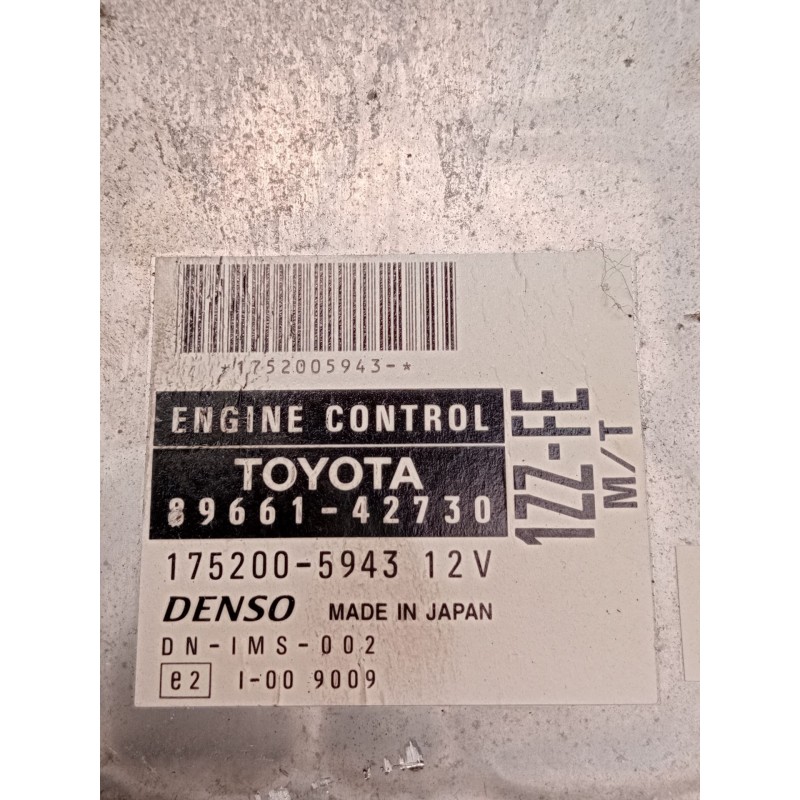 *1752005943-*
ENGINE CONTROL
TOYOTA
89661-42730
1ZZ-FE
M/T
175200-5943 12V
DENSO MADE IN JAPAN
DN-IMS-002
e2 I-00 9009